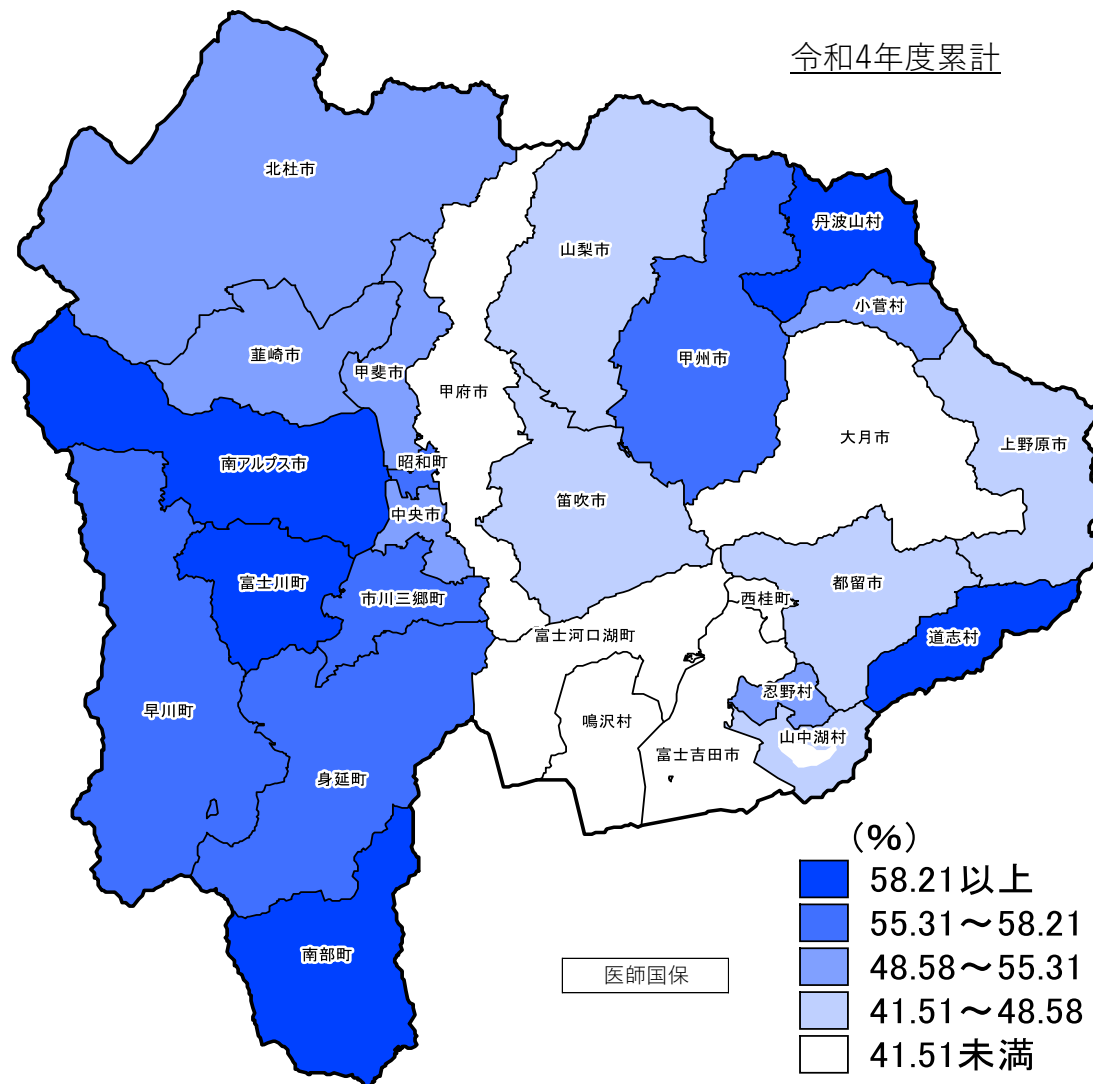 令和4年度累計
北杜市
丹波山村
山梨市
小菅村
韮崎市
甲斐市
甲州市
甲府市
大月市
上野原市
南アルプス市
昭和町
笛吹市
中央市
富士川町
市川三郷町
都留市
西桂町
富士河口湖町
道志村
忍野村
早川町
鳴沢村
山中湖村
富士吉田市
身延町
南部町
医師国保
(%)
58.21以上
55.31～58.21
48.58～55.31
41.51～48.58
41.51未満